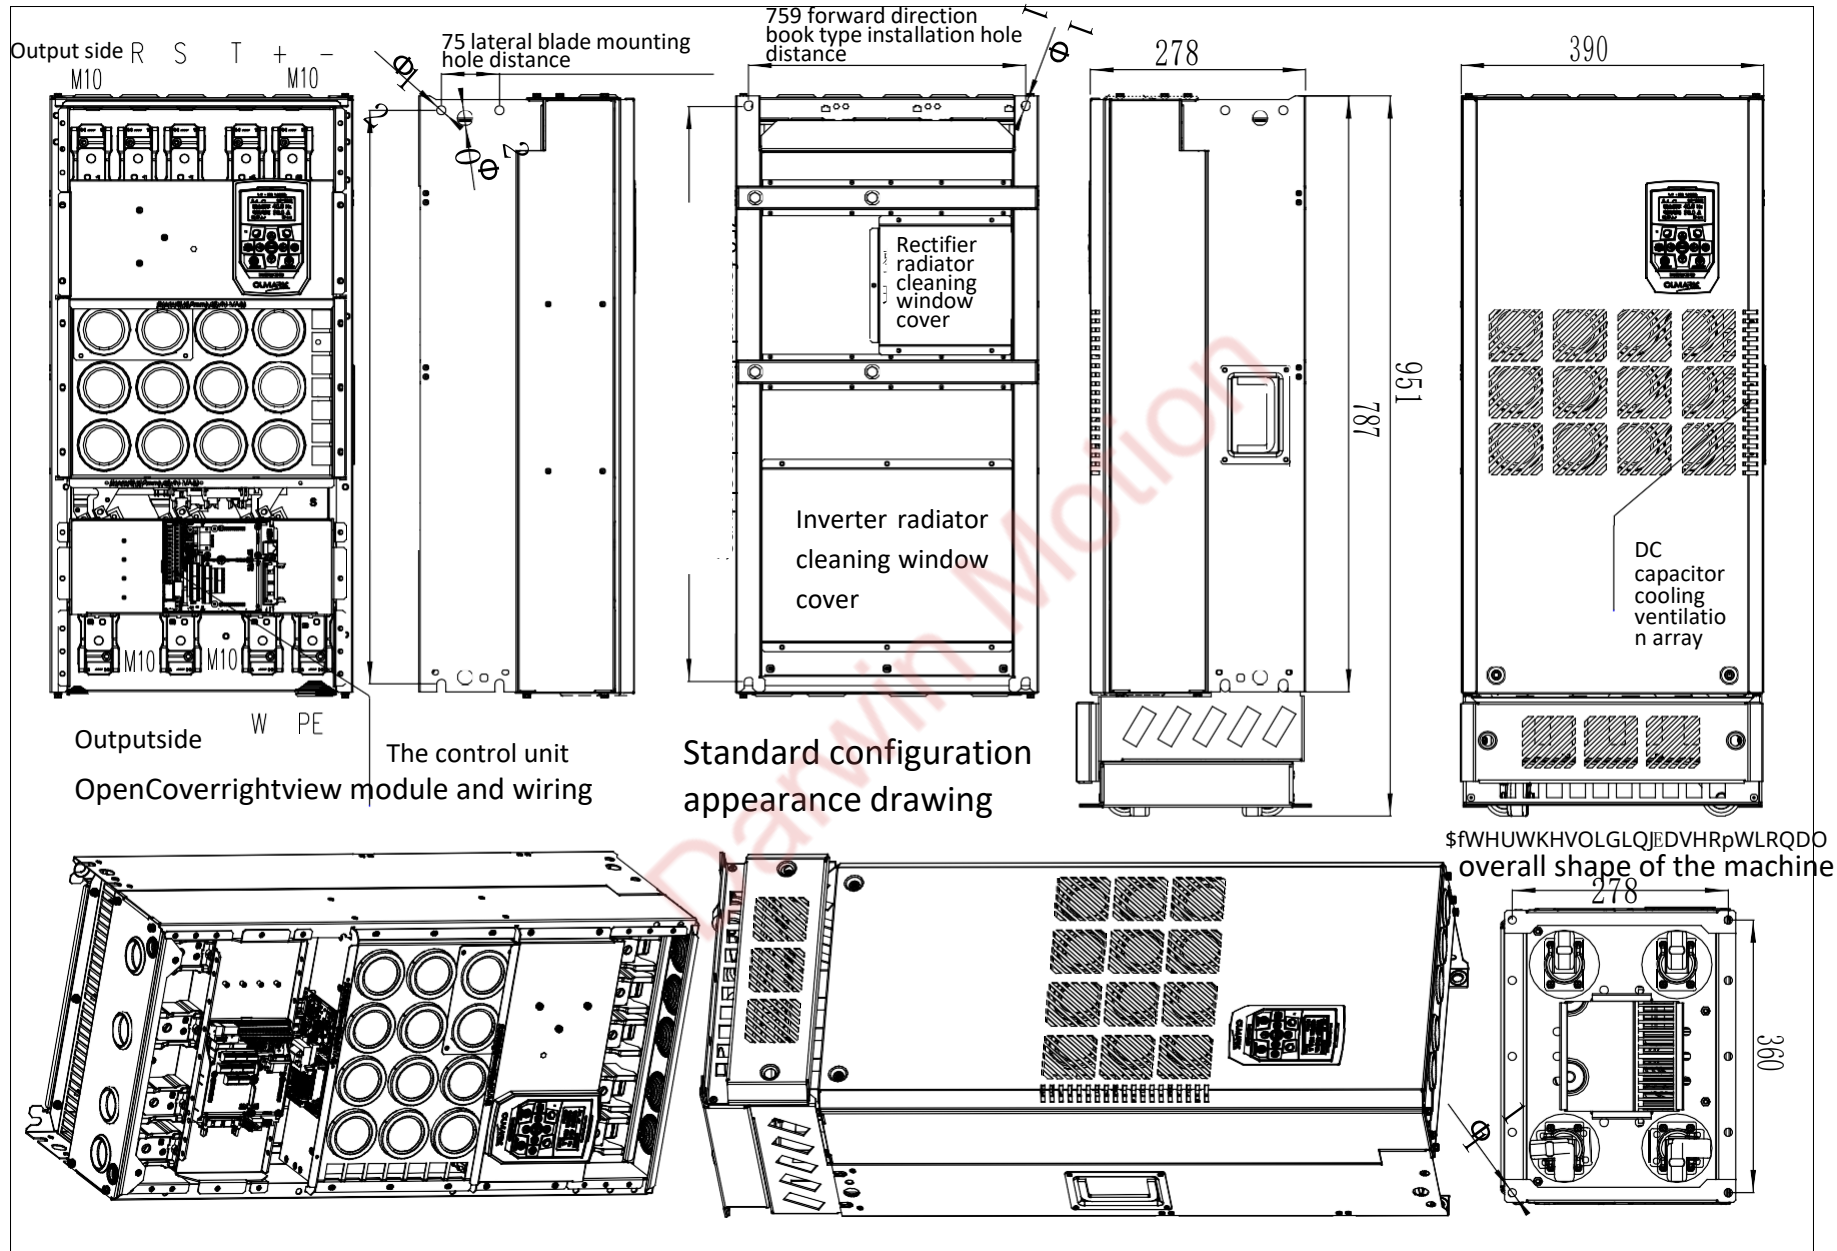 Output side R S T + -
M10
M10
75 lateral blade mounting
hole distance
759 forward direction
book type installation hole
distance
278
390
Rectifier
radiator
cleaning
window
cover
951
787
Inverter radiator
cleaning window
cover
DC
capacitor
cooling
ventilatio
n array
M10
M10
W PE
Outputside
The control unit
OpenCoverrightview module and wiring
Standard configuration
appearance drawing
$fWHUWKHVOLGLQJEDVHRpWLRQDO
overall shape of the machine
278
360
Darwin Motion